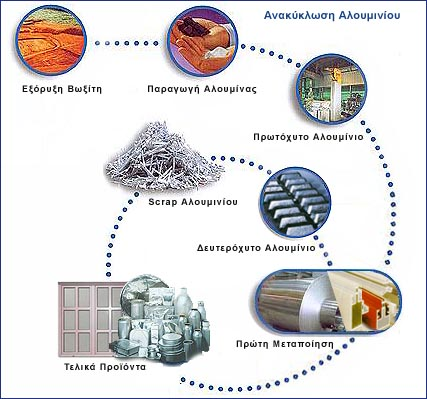 Ανακύκλωση Αλουμινίου
Εξόρυξη Βωξίτη
Παραγωγή Αλουμίνας
Πρωτόχυτο Αλουμίνιο
Scrap Αλουμινίου
Δευτερόχυτο Αλουμίνιο
Πρώτη Μεταποίηση
Τελικά Προϊόντα